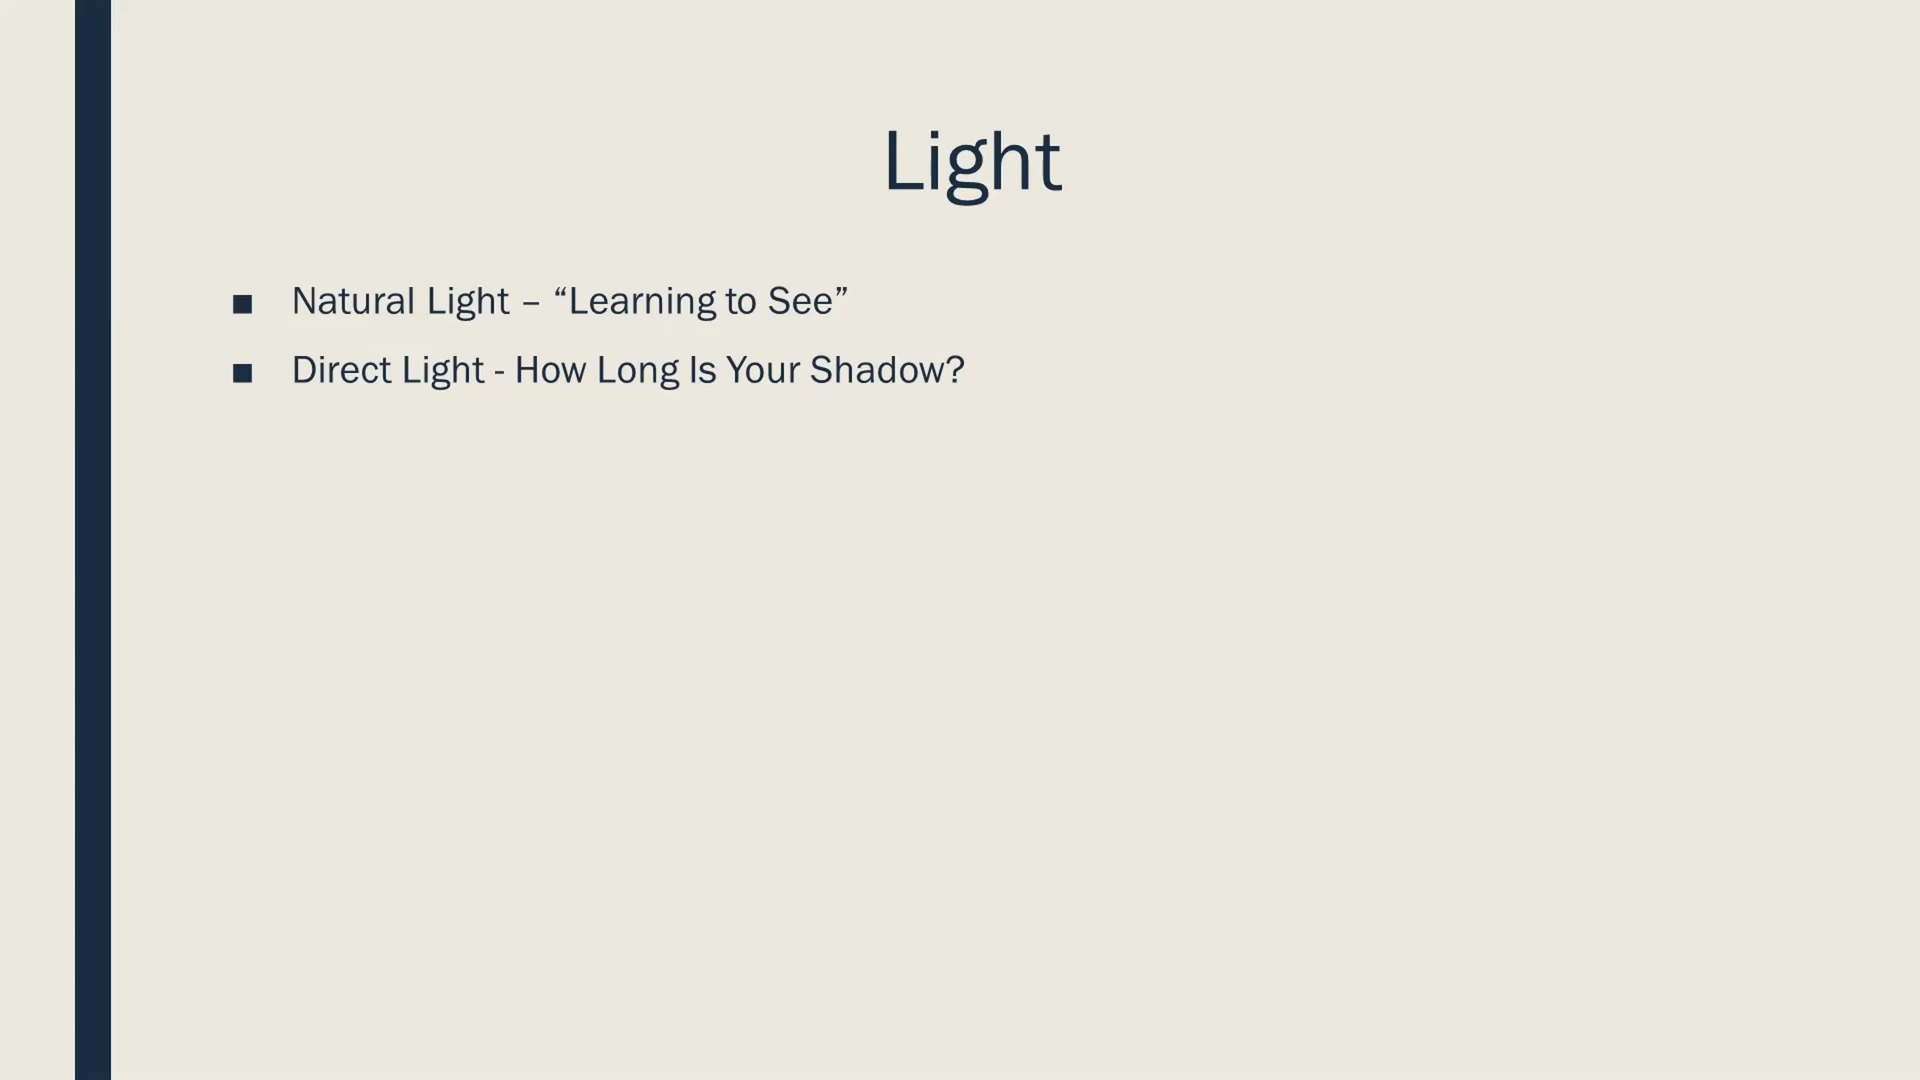 Light
■ Natural Light – “Learning to See”
■ Direct Light - How Long Is Your Shadow?